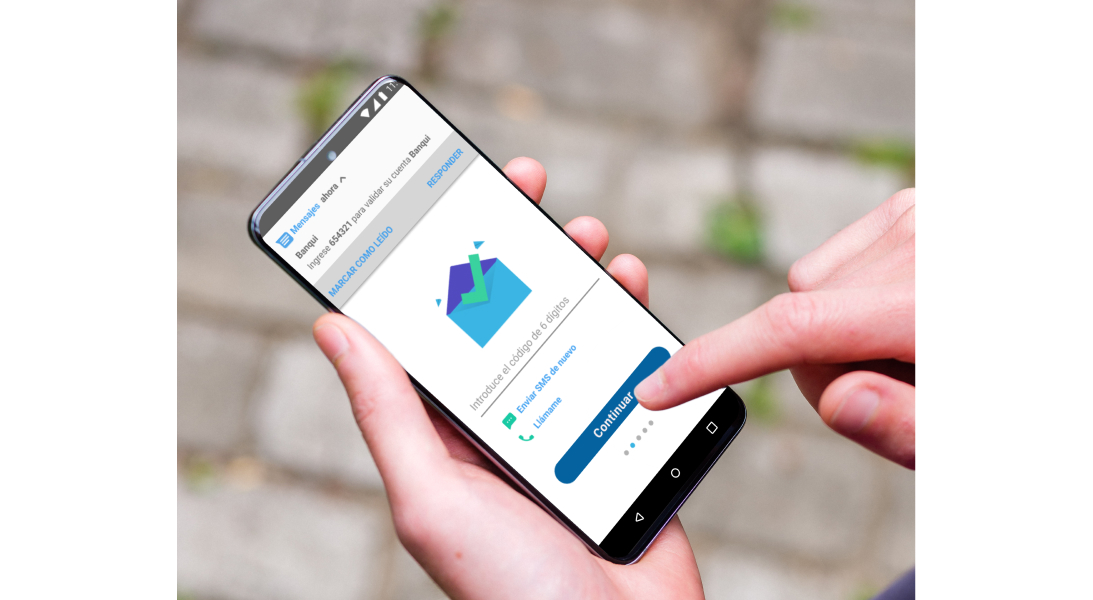 Mensajes ahora
Banqui
Ingrese 654321 para validar su cuenta Banqui
MARCAR COMO LEÍDO RESPONDER
Introduce el código de 6 dígitos
Enviar SMS de nuevo
Llámame
Continuar